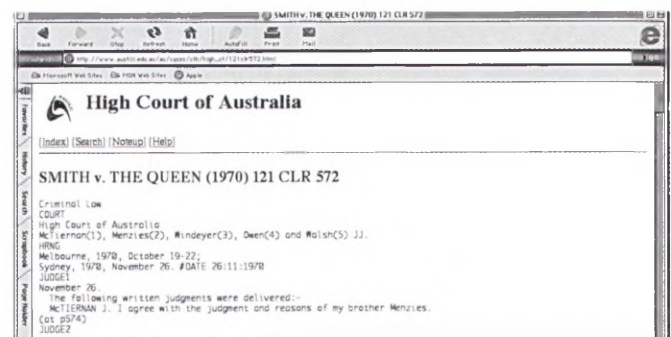 SMITH v. THE QUEEN (1970) 121 CLR 572
Back Forward Stop Refresh Home AutoFill Print Mail
Microsoft Web Sites MSN Web Sites Apple
Favorites
History
Search
Scrapbook
Page Holder
High Court of Australia
[Index] [Search] [Noteup] [Help]
SMITH v. THE QUEEN (1970) 121 CLR 572
Criminal Law
COURT
High Court of Australia
McTiernan(1), Menzies(2), Windeyer(3), Owen(4) and Walsh(5) JJ.
HRNG
Melbourne, 1970, October 19-22;
Sydney, 1970, November 26. #DATE 26:11:1970
JUDGE1
November 26.
The following written judgments were delivered:-
McTIERNAN J. I agree with the judgment and reasons of my brother Menzies.
(at p574)
JUDGE2